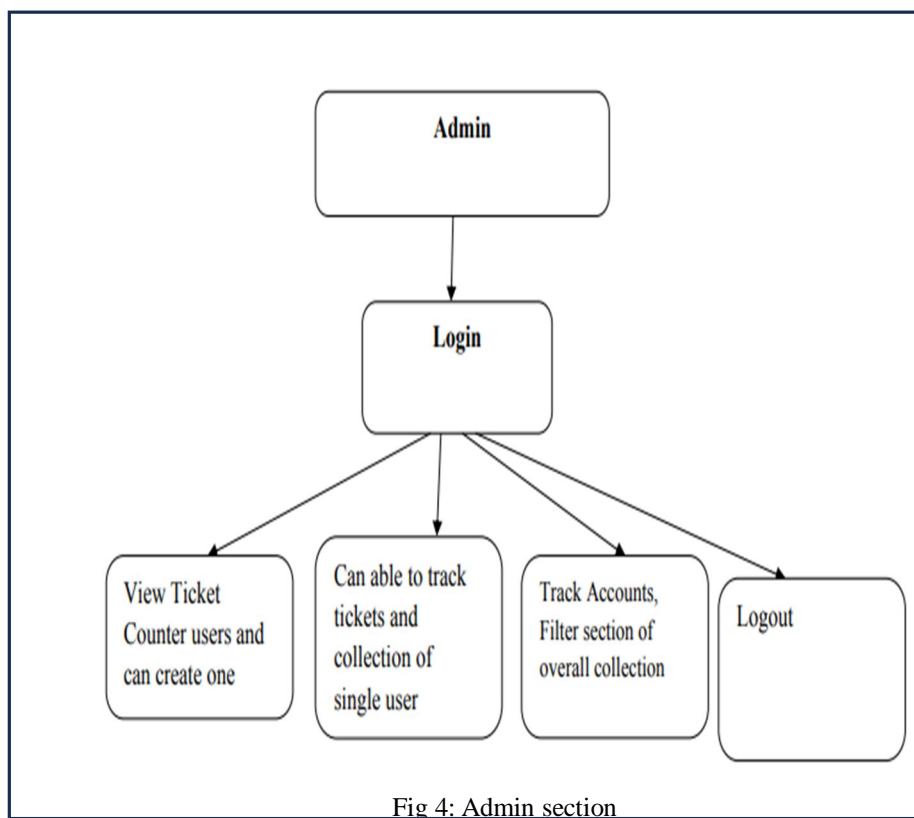 Admin
Login
View Ticket
Counter users and
can create one
Can able to track
tickets and
collection of
single user
Track Accounts,
Filter section of
overall collection
Logout
Fig 4: Admin section